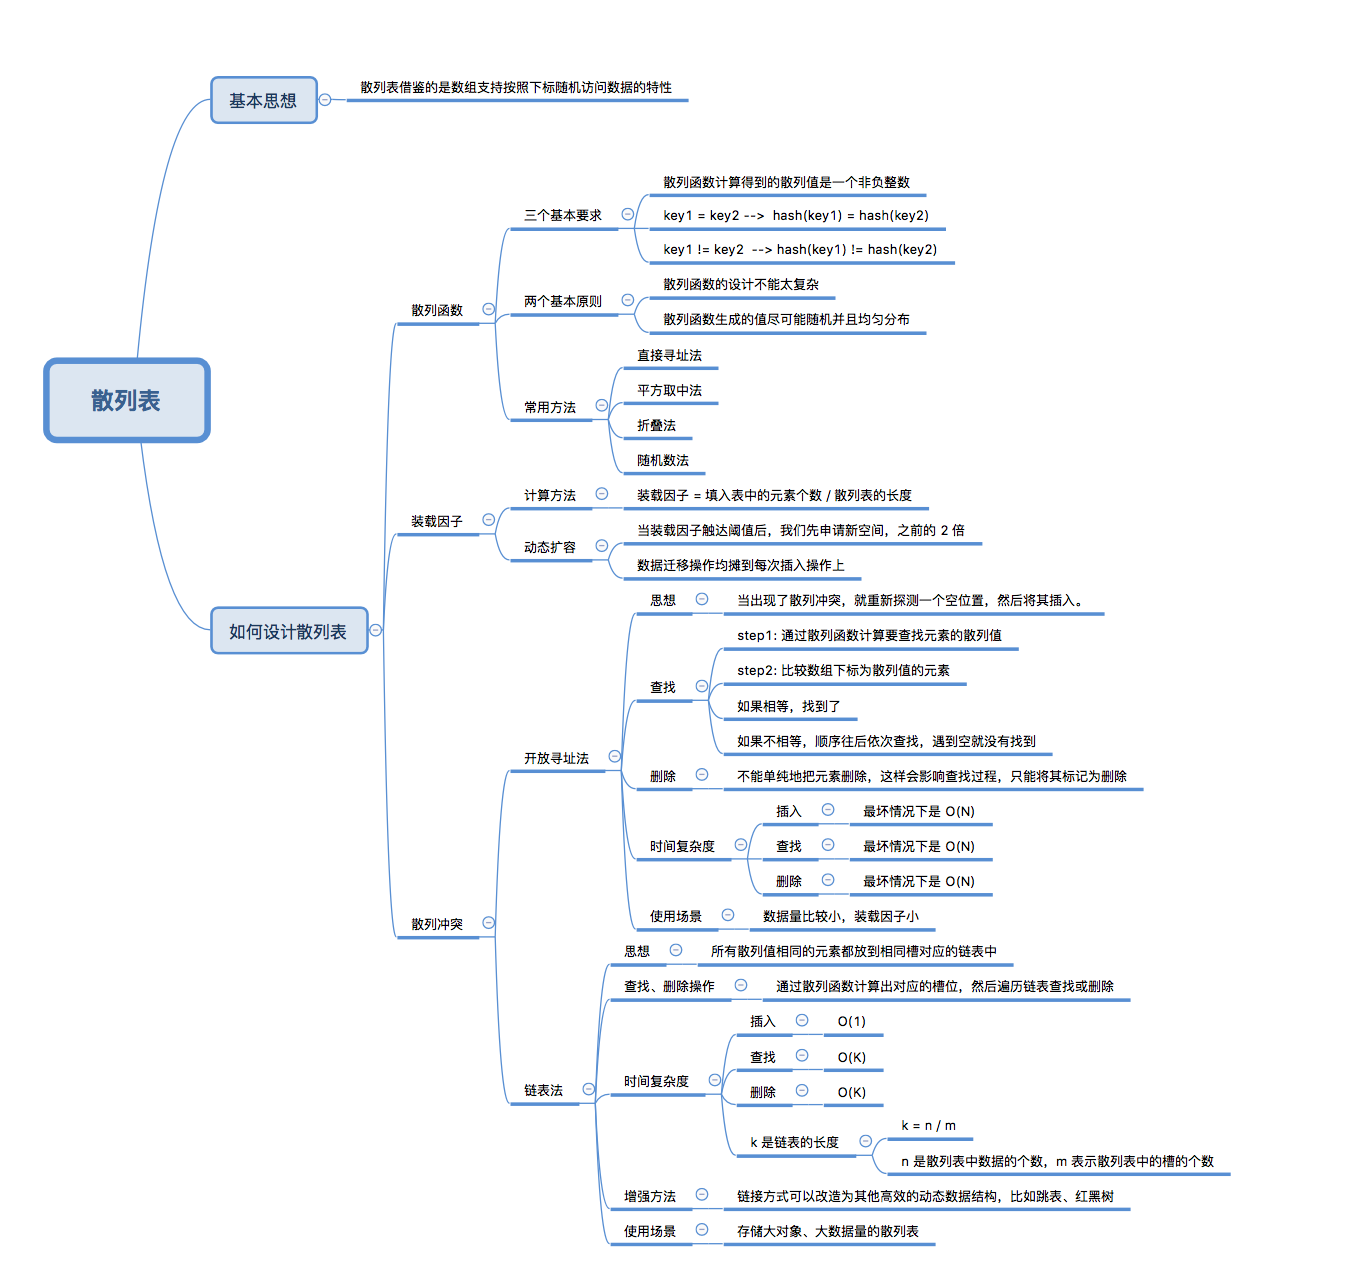 散列表
基本思想
散列表借鉴的是数组支持按照下标随机访问数据的特性
如何设计散列表
散列函数
三个基本要求
散列函数计算得到的散列值是一个非负整数
key1 = key2 --> hash(key1) = hash(key2)
key1 != key2 --> hash(key1) != hash(key2)
两个基本原则
散列函数的设计不能太复杂
散列函数生成的值尽可能随机并且均匀分布
常用方法
直接寻址法
平方取中法
折叠法
随机数法
装载因子
计算方法
装载因子 = 填入表中的元素个数 / 散列表的长度
动态扩容
当装载因子触达阈值后，我们先申请新空间，之前的 2 倍
数据迁移操作均摊到每次插入操作上
散列冲突
开放寻址法
思想
当出现了散列冲突，就重新探测一个空位置，然后将其插入。
查找
step1: 通过散列函数计算要查找元素的散列值
step2: 比较数组下标为散列值的元素
如果相等，找到了
如果不相等，顺序往后依次查找，遇到空就没有找到
删除
不能单纯地把元素删除，这样会影响查找过程，只能将其标记为删除
时间复杂度
插入
最坏情况下是 O(N)
查找
最坏情况下是 O(N)
删除
最坏情况下是 O(N)
使用场景
数据量比较小，装载因子小
链表法
思想
所有散列值相同的元素都放到相同槽对应的链表中
查找、删除操作
通过散列函数计算出对应的槽位，然后遍历链表查找或删除
时间复杂度
插入
O(1)
查找
O(K)
删除
O(K)
k 是链表的长度
k = n / m
n 是散列表中数据的个数，m 表示散列表中的槽的个数
增强方法
链接方式可以改造为其他高效的动态数据结构，比如跳表、红黑树
使用场景
存储大对象、大数据量的散列表